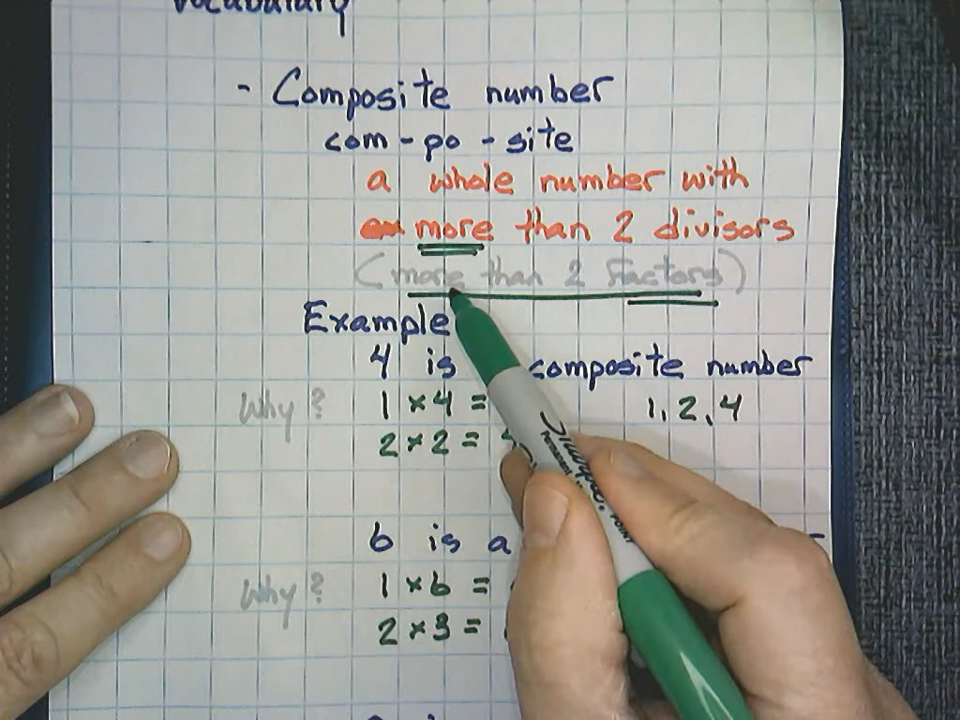 Vocabulary
- Composite number
com - po - site
a whole number with
more than 2 divisors
(more than 2 factors)
Example
4 is composite number
Why? 1 × 4 = 1, 2, 4
2 × 2 =
6 is a
Why? 1 × 6 =
2 × 3 =